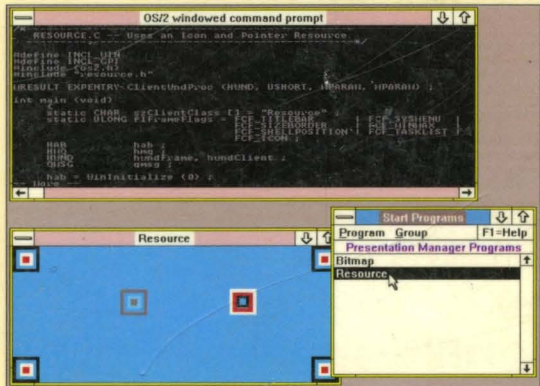 OS/2 windowed command prompt
RESOURCE.C -- Uses an Icon and Pointer Resource
#define INCL_WIN
#define INCL_GPI
#include <os2.h>
#include "resource.h"
MRESULT EXPENTRY ClientWndProc (HWND, USHORT, MPARAM, MPARAM) ;
int main (void)
{
static CHAR szClientClass [] = "Resource" ;
static ULONG flFrameFlags = FCF_TITLEBAR | FCF_SYSMENU |
FCF_SIZEBORDER | FCF_MINMAX |
FCF_SHELLPOSITION | FCF_TASKLIST |
FCF_ICON ;
HAB hab ;
HMQ hmq ;
HWND hwndFrame, hwndClient ;
QMSG qmsg ;
hab = WinInitialize (0) ;
-- More --
Resource
Start Programs
Program Group F1=Help
Presentation Manager Programs
Bitmap
Resource